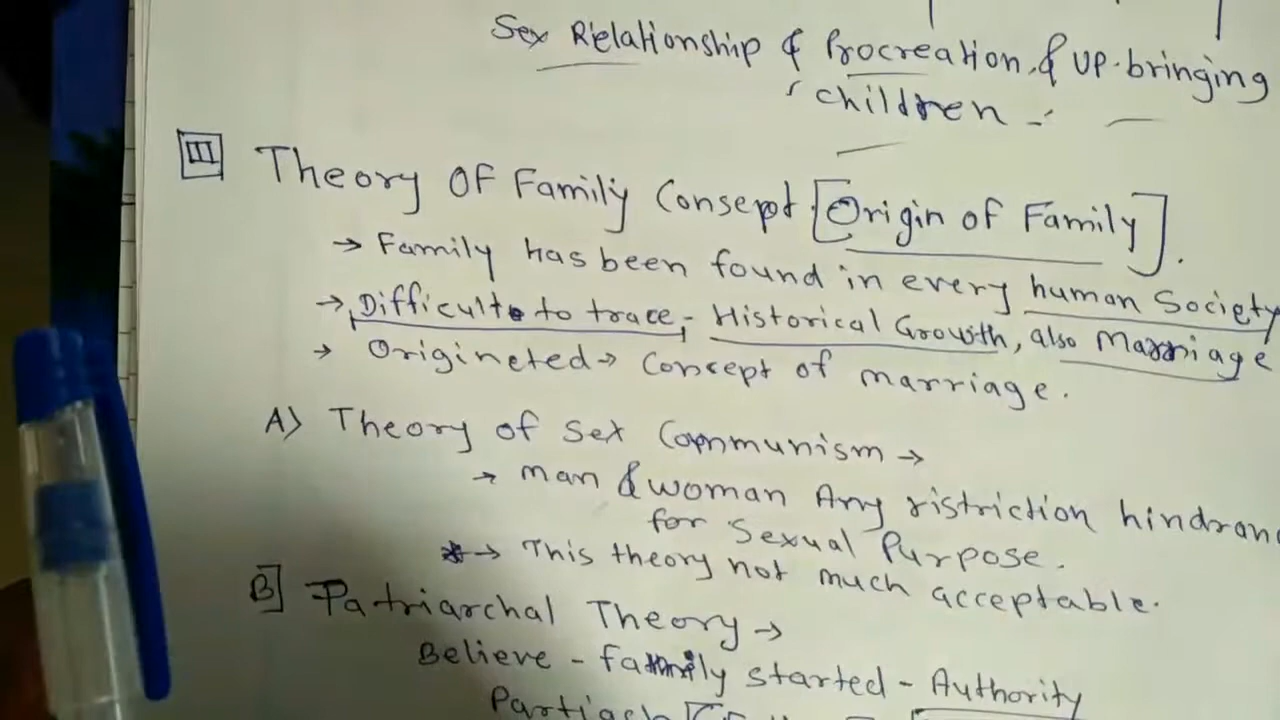 Sex Relationship & Procreation, & UP-bringing
children -
III Theory OF Family Consept [Origin of Family].
→ Family has been found in every human Society
→ Difficult to trace, - Historical Growth, also Marriage
→ Origineted → Concept of marriage.
A) Theory of Sex Communism →
→ man & woman Any ristriction hindran
for Sexual Purpose.
→ This theory not much acceptable.
B] Patriarchal Theory →
Believe - family started - Authority